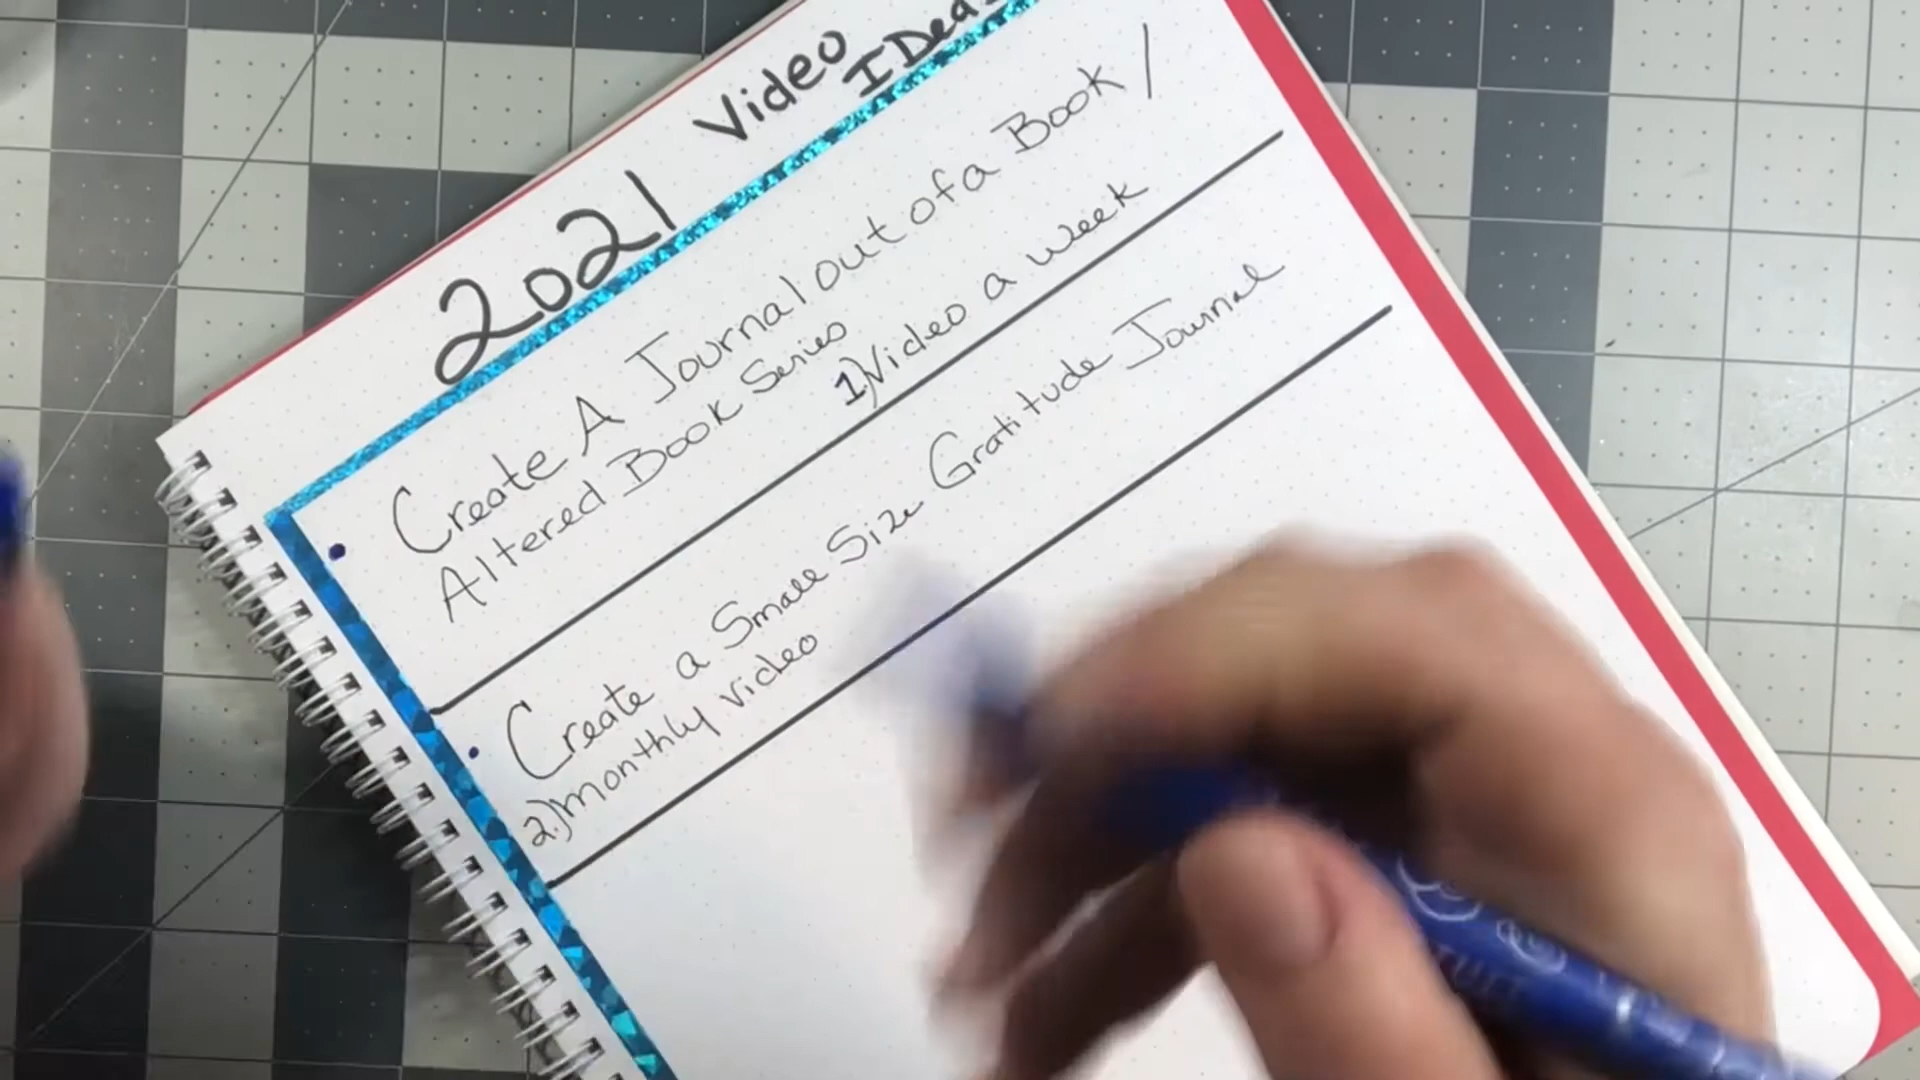 2021 Video
IDeas
• Create A Journal out of a Book /
Altered Book Series
1) Video a week
• Create a Small Size Gratitude Journal
2.) monthly video